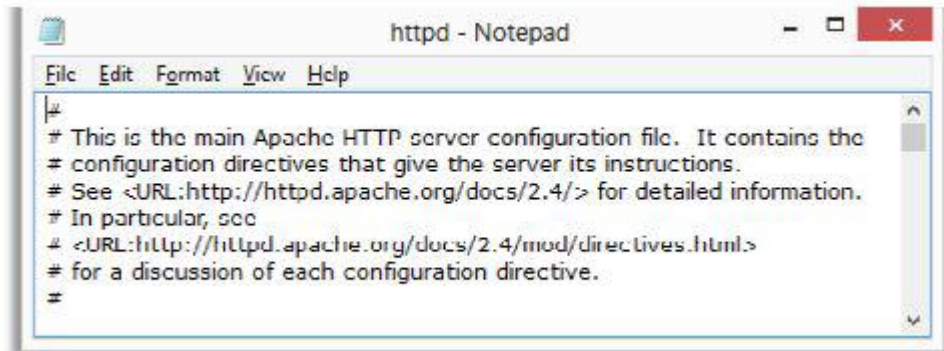 httpd - Notepad
File Edit Format View Help
#
# This is the main Apache HTTP server configuration file. It contains the
# configuration directives that give the server its instructions.
# See <URL:http://httpd.apache.org/docs/2.4/> for detailed information.
# In particular, see
# <URL:http://httpd.apache.org/docs/2.4/mod/directives.html>
# for a discussion of each configuration directive.
#